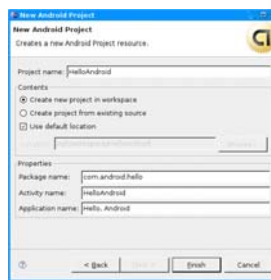 New Android Project
New Android Project
Creates a new Android Project resource.
Project name: HelloAndroid
Contents
Create new project in workspace
Create project from existing source
Use default location
Properties
Package name: com.android.hello
Activity name: HelloAndroid
Application name: Hello, Android
< Back
Finish
Cancel